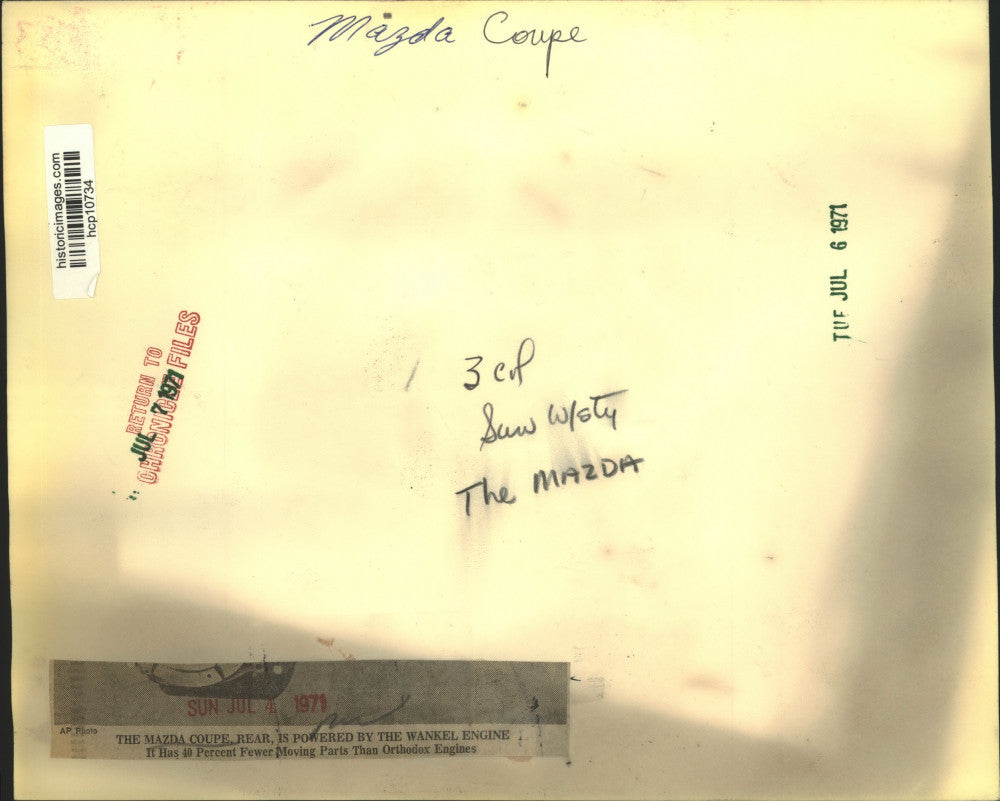 Mazda Coupe
historicimages.com
hcp10734
TUE JUL 6 1971
RETURN TO
JUL 7 1971
CHRONICLE FILES
3 col
Sun w/sty
The MAZDA
SUN JUL 4 1971
AP Photo
THE MAZDA COUPE, REAR, IS POWERED BY THE WANKEL ENGINE
It Has 40 Percent Fewer Moving Parts Than Orthodox Engines